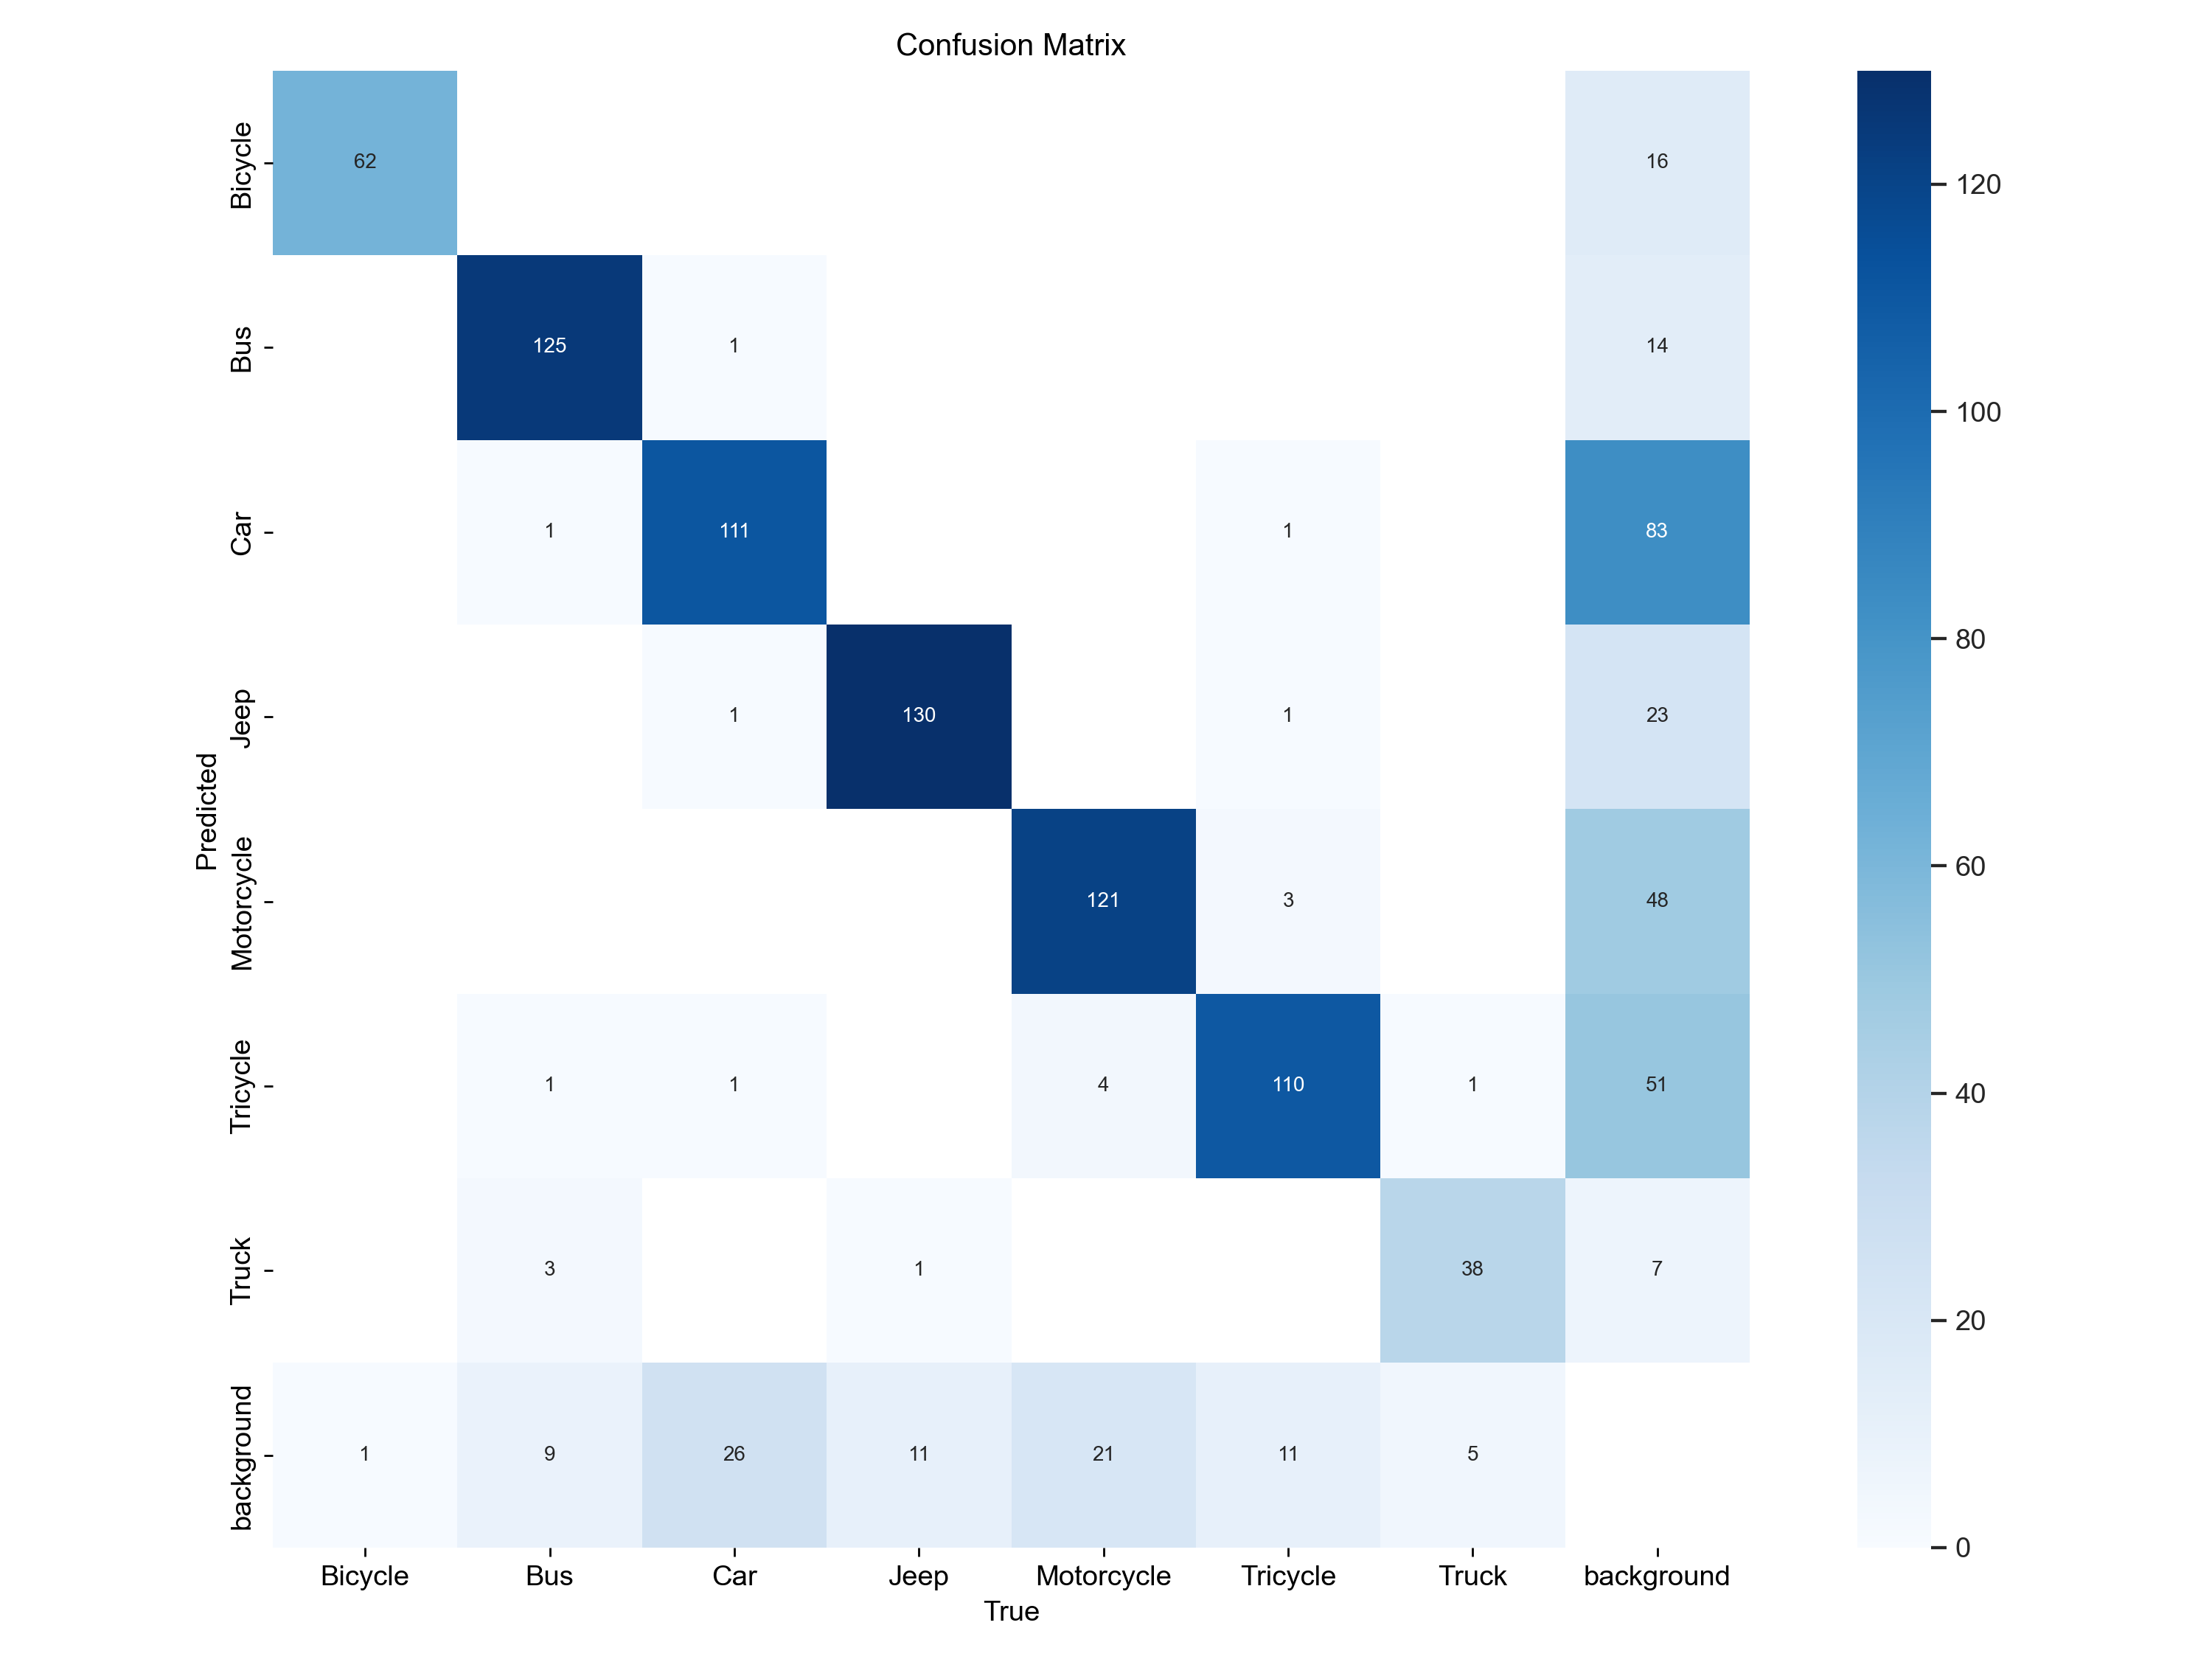 Confusion Matrix
Bicycle 62 16
Bus 125 1 14
Car 1 111 1 83
Jeep 1 130 1 23
Motorcycle 121 3 48
Tricycle 1 1 4 110 1 51
Truck 3 1 38 7
background 1 9 26 11 21 11 5
Predicted
Bicycle Bus Car Jeep Motorcycle Tricycle Truck background
True
120
100
80
60
40
20
0